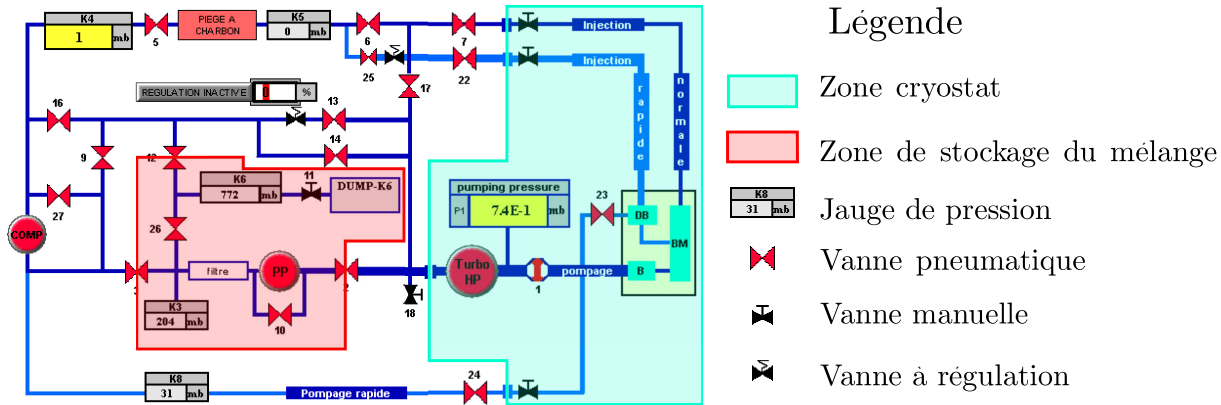 K4
1 mb
5
PIEGE A
CHARBON
K5
0 mb
6
7
Injection
25
22
Injection
17
REGULATION INACTIVE 0 %
rapide
normale
16
13
14
9
12
K6
772 mb
11
DUMP-K6
pumping pressure
P1 7.4E-1 mb
23
27
26
COMP
DB
BM
B
3
filtre
PP
2
Turbo
HP
pompage
1
K3
204 mb
10
18
K8
31 mb
Pompage rapide
24
Légende
Zone cryostat
Zone de stockage du mélange
K8
31 mb
Jauge de pression
Vanne pneumatique
Vanne manuelle
Vanne à régulation